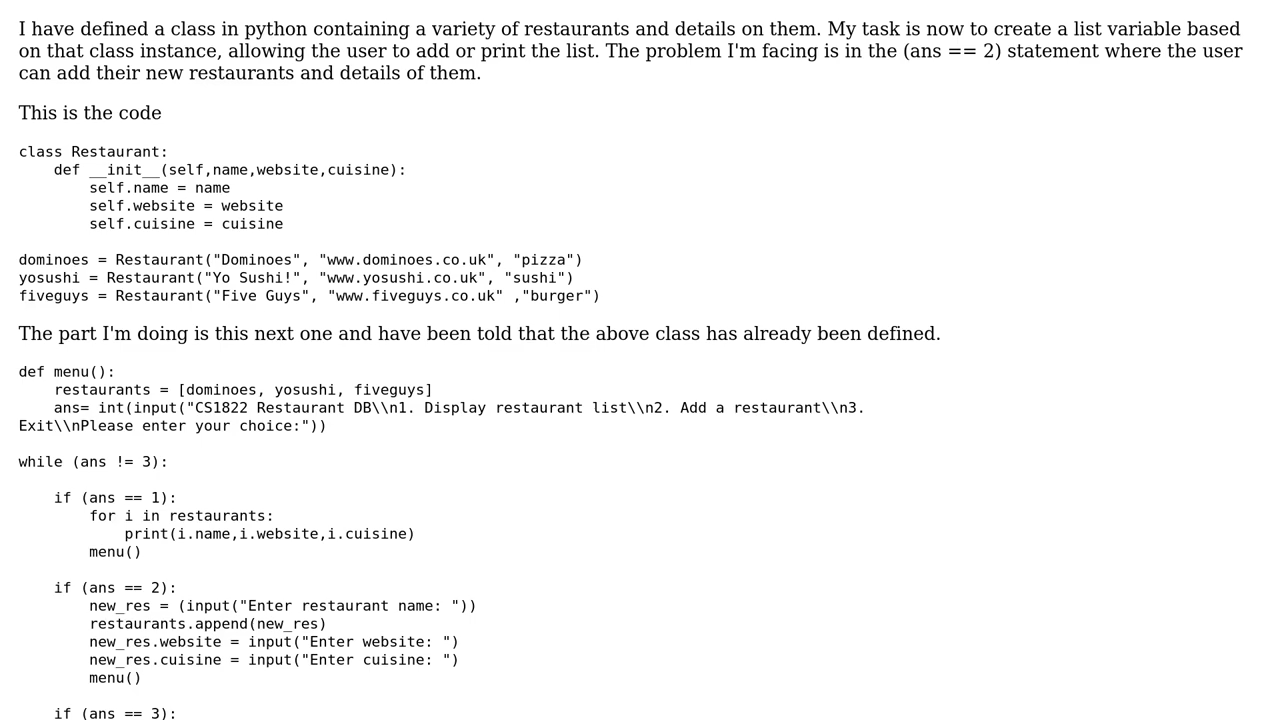 I have defined a class in python containing a variety of restaurants and details on them. My task is now to create a list variable based
on that class instance, allowing the user to add or print the list. The problem I'm facing is in the (ans == 2) statement where the user
can add their new restaurants and details of them.
This is the code
class Restaurant:
    def __init__(self,name,website,cuisine):
        self.name = name
        self.website = website
        self.cuisine = cuisine
dominoes = Restaurant("Dominoes", "www.dominoes.co.uk", "pizza")
yosushi = Restaurant("Yo Sushi!", "www.yosushi.co.uk", "sushi")
fiveguys = Restaurant("Five Guys", "www.fiveguys.co.uk" ,"burger")
The part I'm doing is this next one and have been told that the above class has already been defined.
def menu():
    restaurants = [dominoes, yosushi, fiveguys]
    ans= int(input("CS1822 Restaurant DB\\n1. Display restaurant list\\n2. Add a restaurant\\n3.
Exit\\nPlease enter your choice:"))
while (ans != 3):
    if (ans == 1):
        for i in restaurants:
            print(i.name,i.website,i.cuisine)
        menu()
    if (ans == 2):
        new_res = (input("Enter restaurant name: "))
        restaurants.append(new_res)
        new_res.website = input("Enter website: ")
        new_res.cuisine = input("Enter cuisine: ")
        menu()
    if (ans == 3):